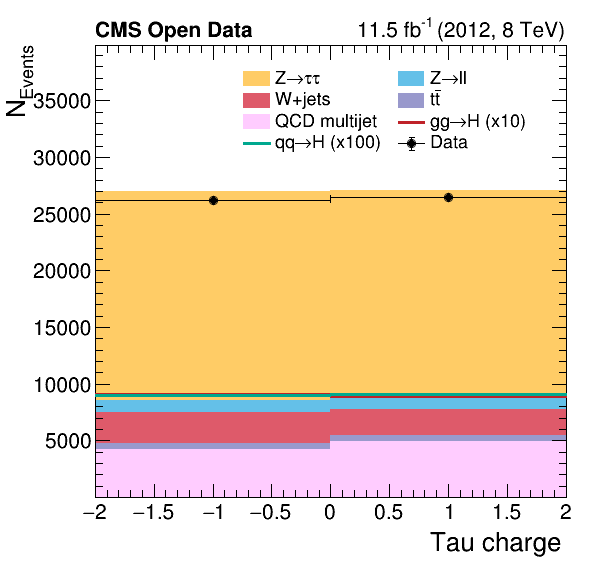 CMS Open Data 11.5 fb⁻¹ (2012, 8 TeV)
N_Events
Z→ττ Z→ll
W+jets tt̄
QCD multijet gg→H (x10)
qq→H (x100) Data
35000
30000
25000
20000
15000
10000
5000
−2 −1.5 −1 −0.5 0 0.5 1 1.5 2
Tau charge